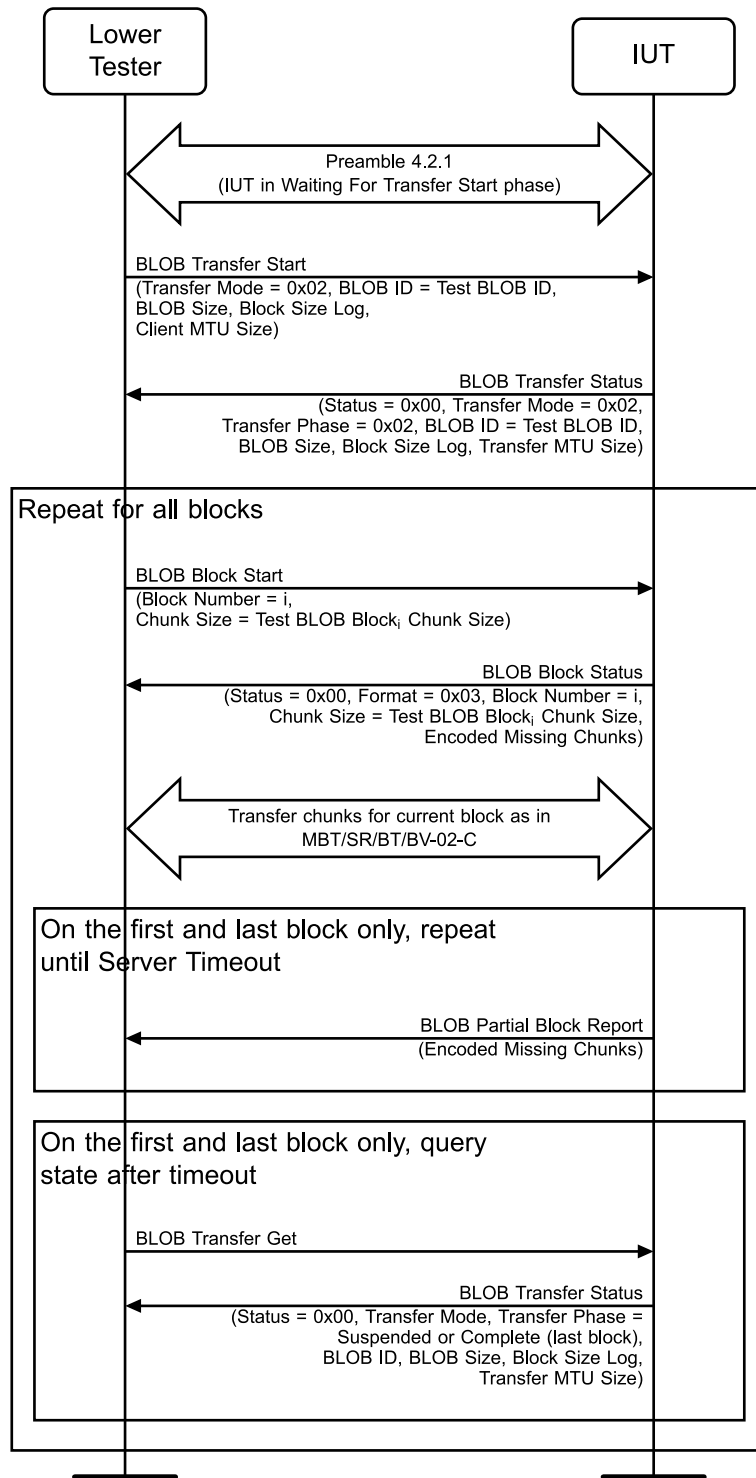 Lower
Tester
IUT
Preamble 4.2.1
(IUT in Waiting For Transfer Start phase)
BLOB Transfer Start
(Transfer Mode = 0x02, BLOB ID = Test BLOB ID,
BLOB Size, Block Size Log,
Client MTU Size)
BLOB Transfer Status
(Status = 0x00, Transfer Mode = 0x02,
Transfer Phase = 0x02, BLOB ID = Test BLOB ID,
BLOB Size, Block Size Log, Transfer MTU Size)
Repeat for all blocks
BLOB Block Start
(Block Number = i,
Chunk Size = Test BLOB Blockᵢ Chunk Size)
BLOB Block Status
(Status = 0x00, Format = 0x03, Block Number = i,
Chunk Size = Test BLOB Blockᵢ Chunk Size,
Encoded Missing Chunks)
Transfer chunks for current block as in
MBT/SR/BT/BV-02-C
On the first and last block only, repeat
until Server Timeout
BLOB Partial Block Report
(Encoded Missing Chunks)
On the first and last block only, query
state after timeout
BLOB Transfer Get
BLOB Transfer Status
(Status = 0x00, Transfer Mode, Transfer Phase =
Suspended or Complete (last block),
BLOB ID, BLOB Size, Block Size Log,
Transfer MTU Size)